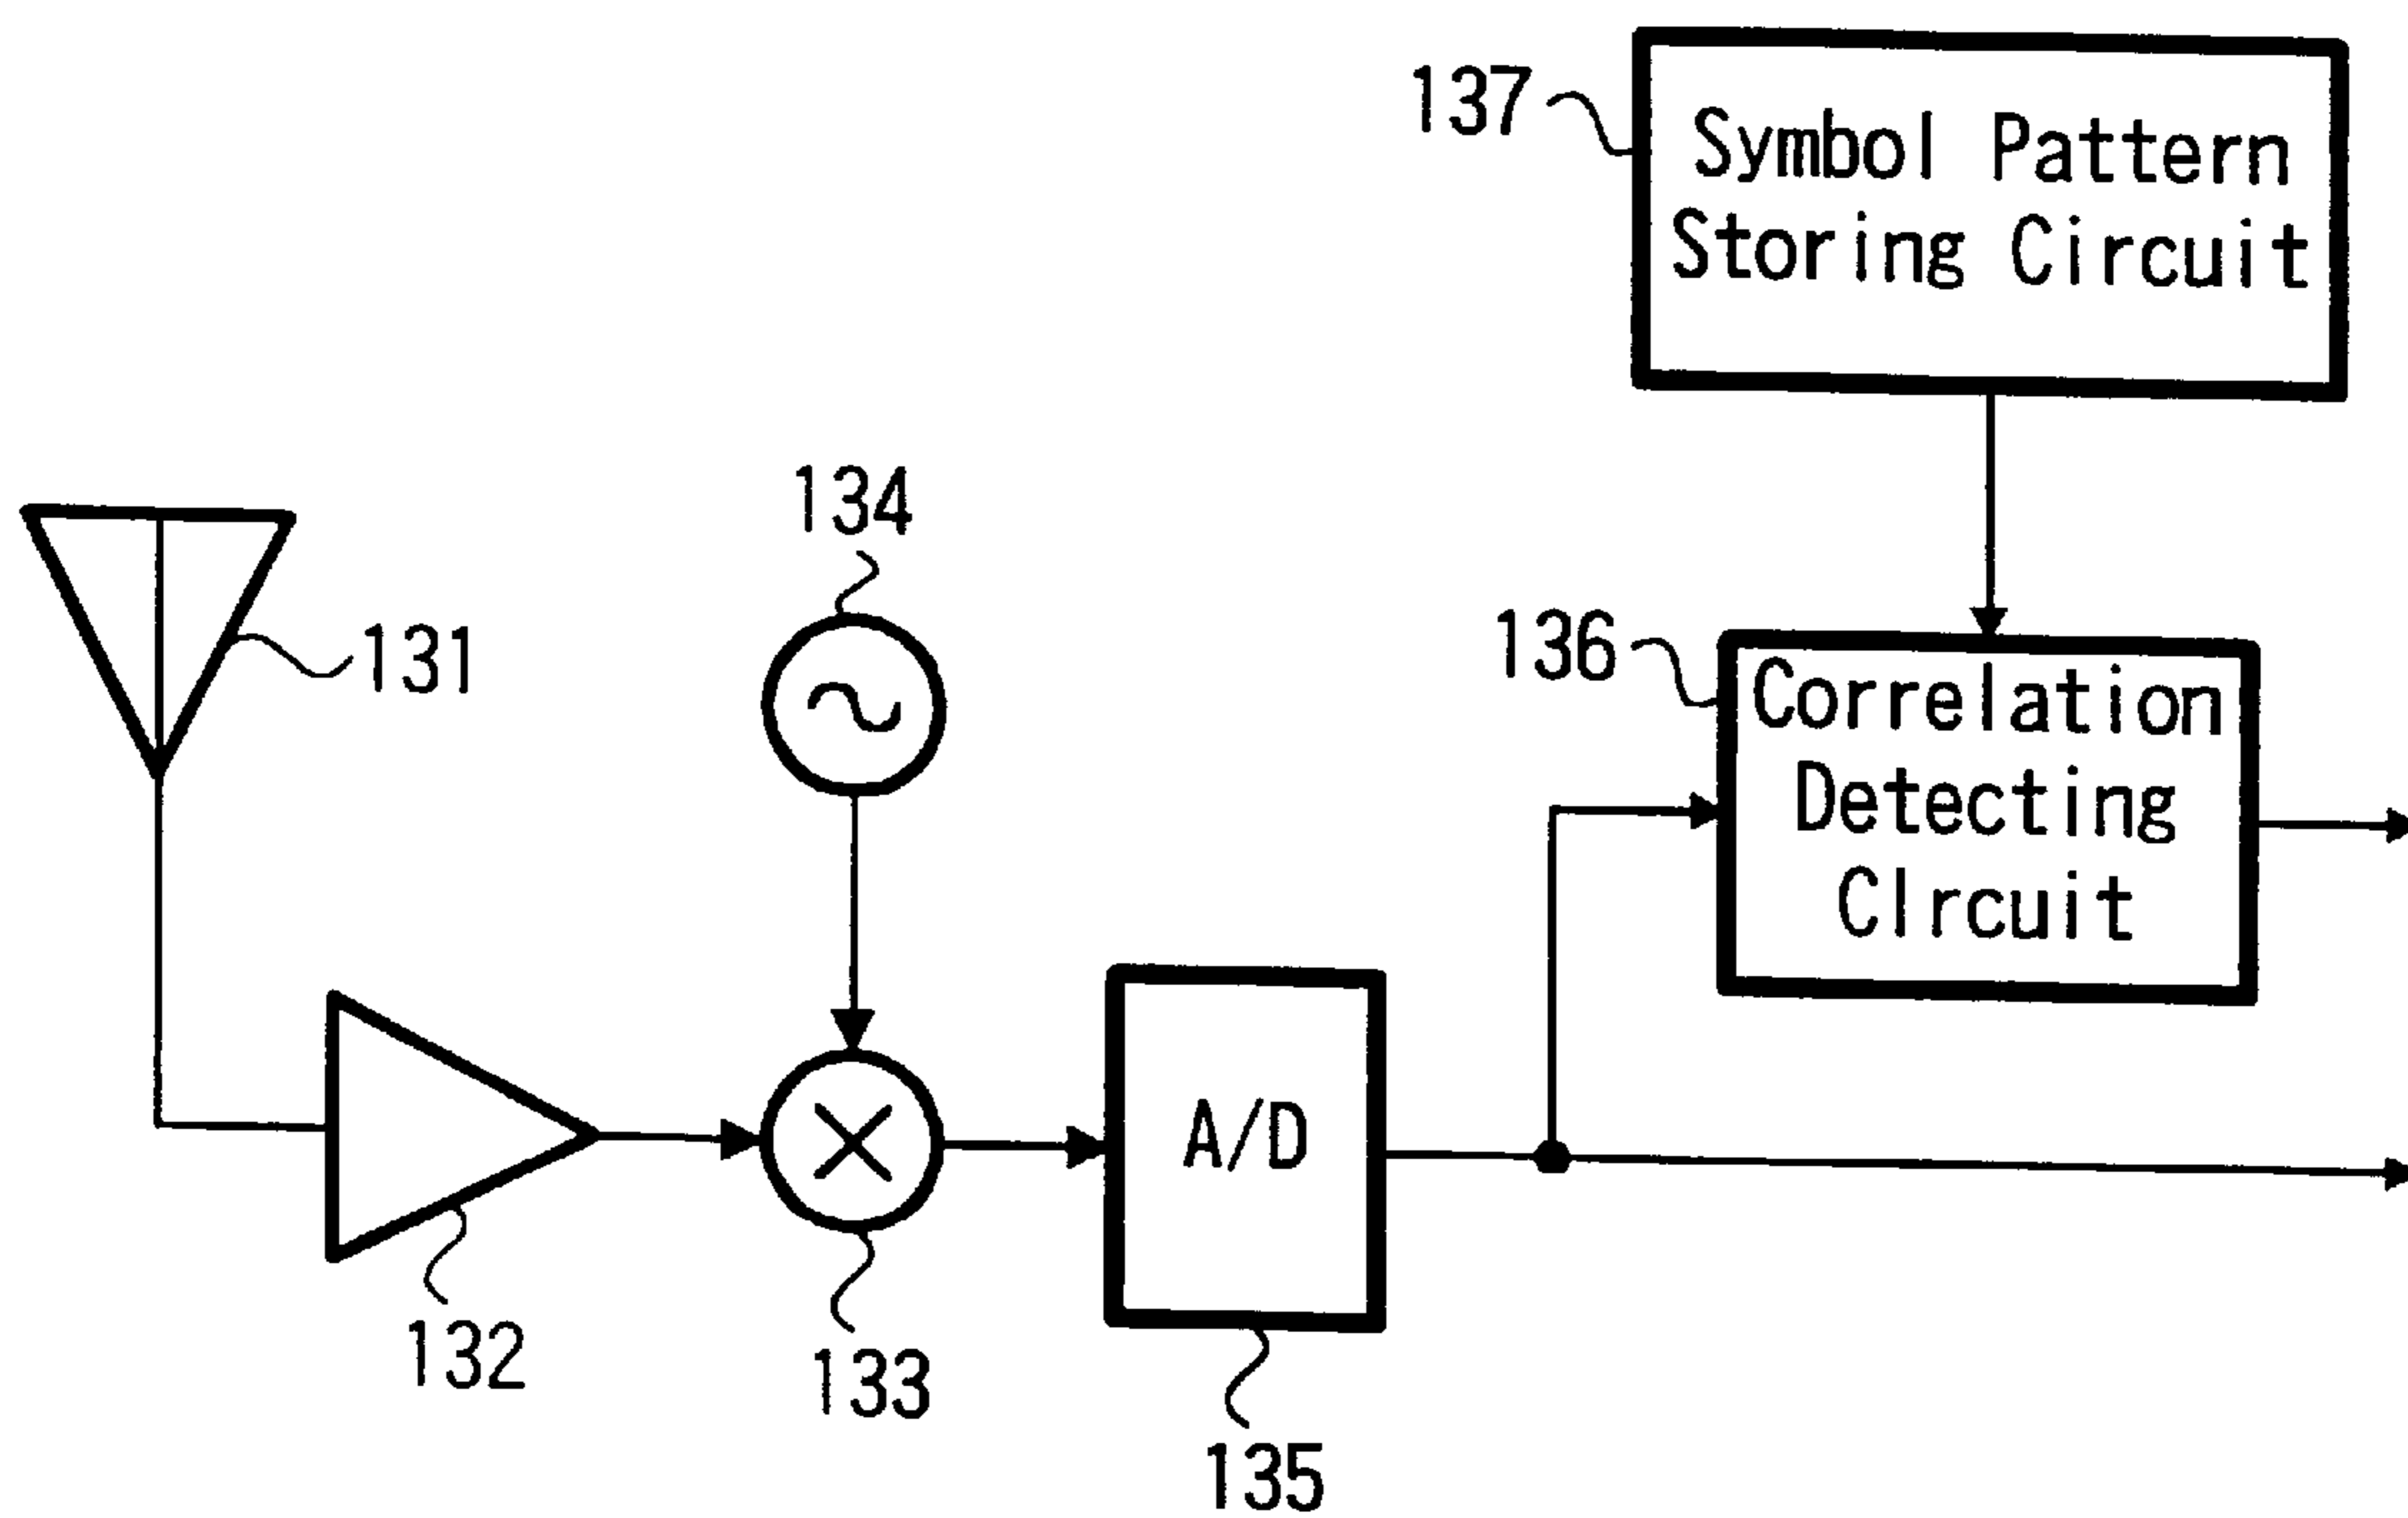 137
Symbol Pattern
Storing Circuit
134
131
136
Correlation
Detecting
CIrcuit
A/D
132
133
135